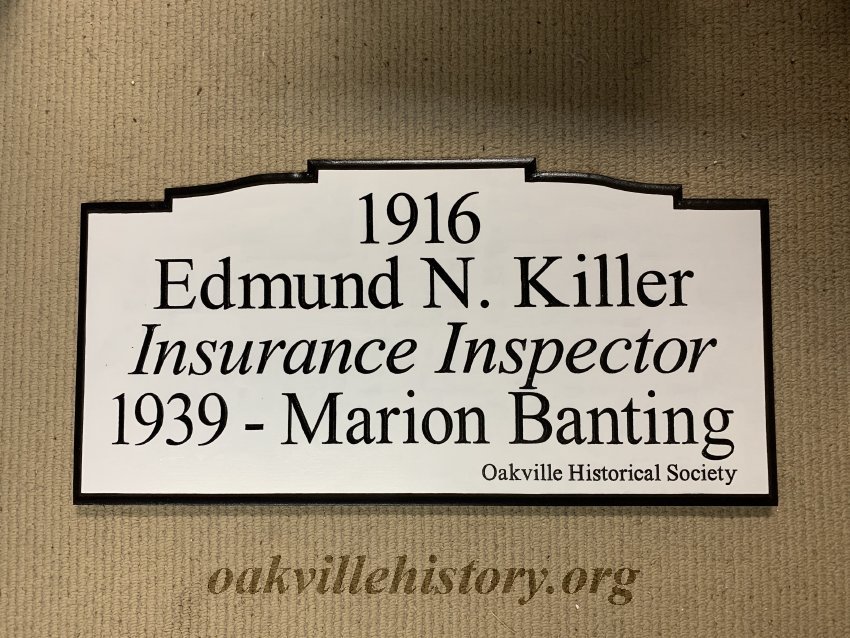 1916
Edmund N. Killer
Insurance Inspector
1939 - Marion Banting
Oakville Historical Society
oakvillehistory.org